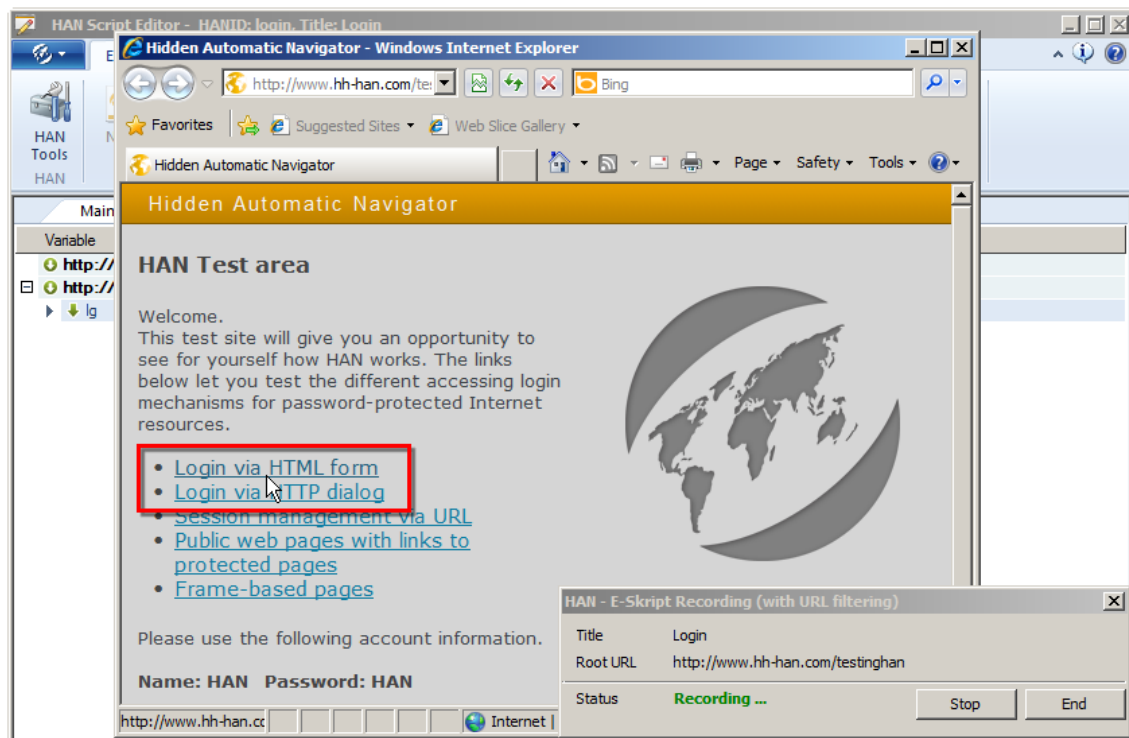 HAN Script Editor - HANID: login, Title: Login
Hidden Automatic Navigator - Windows Internet Explorer
E
http://www.hh-han.com/te:
Bing
HAN
Tools
HAN
N
Favorites
Suggested Sites
Web Slice Gallery
Hidden Automatic Navigator
Page
Safety
Tools
Main
Hidden Automatic Navigator
Variable
http://
http://
lg
HAN Test area
Welcome.
This test site will give you an opportunity to
see for yourself how HAN works. The links
below let you test the different accessing login
mechanisms for password-protected Internet
resources.
• Login via HTML form
• Login via HTTP dialog
• Session management via URL
• Public web pages with links to
protected pages
• Frame-based pages
Please use the following account information.
Name: HAN Password: HAN
http://www.hh-han.cc
Internet |
HAN - E-Skript Recording (with URL filtering)
Title Login
Root URL http://www.hh-han.com/testinghan
Status Recording ...
Stop
End